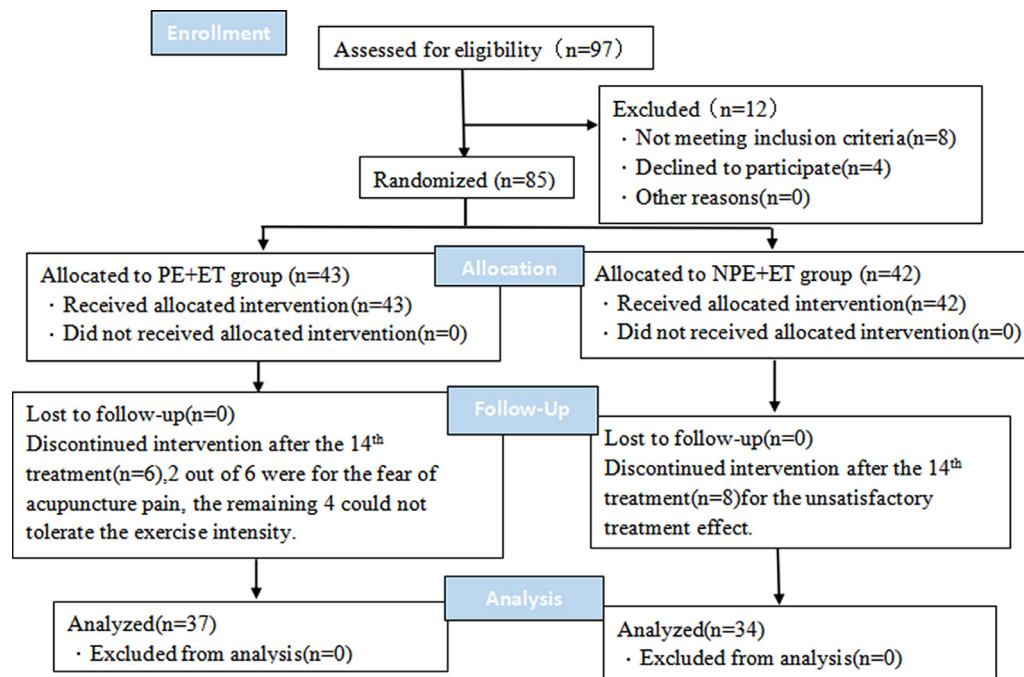 Enrollment
Assessed for eligibility（n=97）
Excluded（n=12）
· Not meeting inclusion criteria(n=8)
· Declined to participate(n=4)
· Other reasons(n=0)
Randomized (n=85)
Allocation
Allocated to PE+ET group (n=43)
· Received allocated intervention(n=43)
· Did not received allocated intervention(n=0)
Allocated to NPE+ET group (n=42)
· Received allocated intervention(n=42)
· Did not received allocated intervention(n=0)
Follow-Up
Lost to follow-up(n=0)
Discontinued intervention after the 14th
treatment(n=6),2 out of 6 were for the fear of
acupuncture pain, the remaining 4 could not
tolerate the exercise intensity.
Lost to follow-up(n=0)
Discontinued intervention after the 14th
treatment(n=8)for the unsatisfactory
treatment effect.
Analysis
Analyzed(n=37)
· Excluded from analysis(n=0)
Analyzed(n=34)
· Excluded from analysis(n=0)